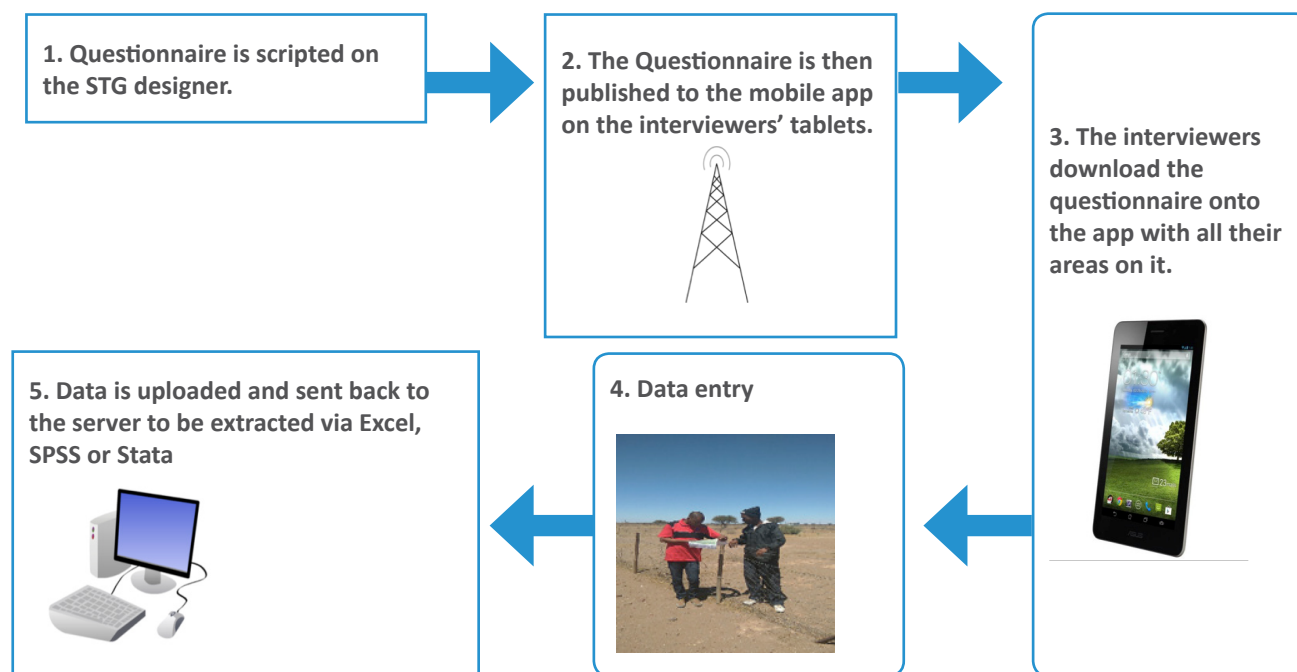 1. Questionnaire is scripted on
the STG designer.
2. The Questionnaire is then
published to the mobile app
on the interviewers’ tablets.
3. The interviewers
download the
questionnaire onto
the app with all their
areas on it.
4. Data entry
5. Data is uploaded and sent back to
the server to be extracted via Excel,
SPSS or Stata
ASUS